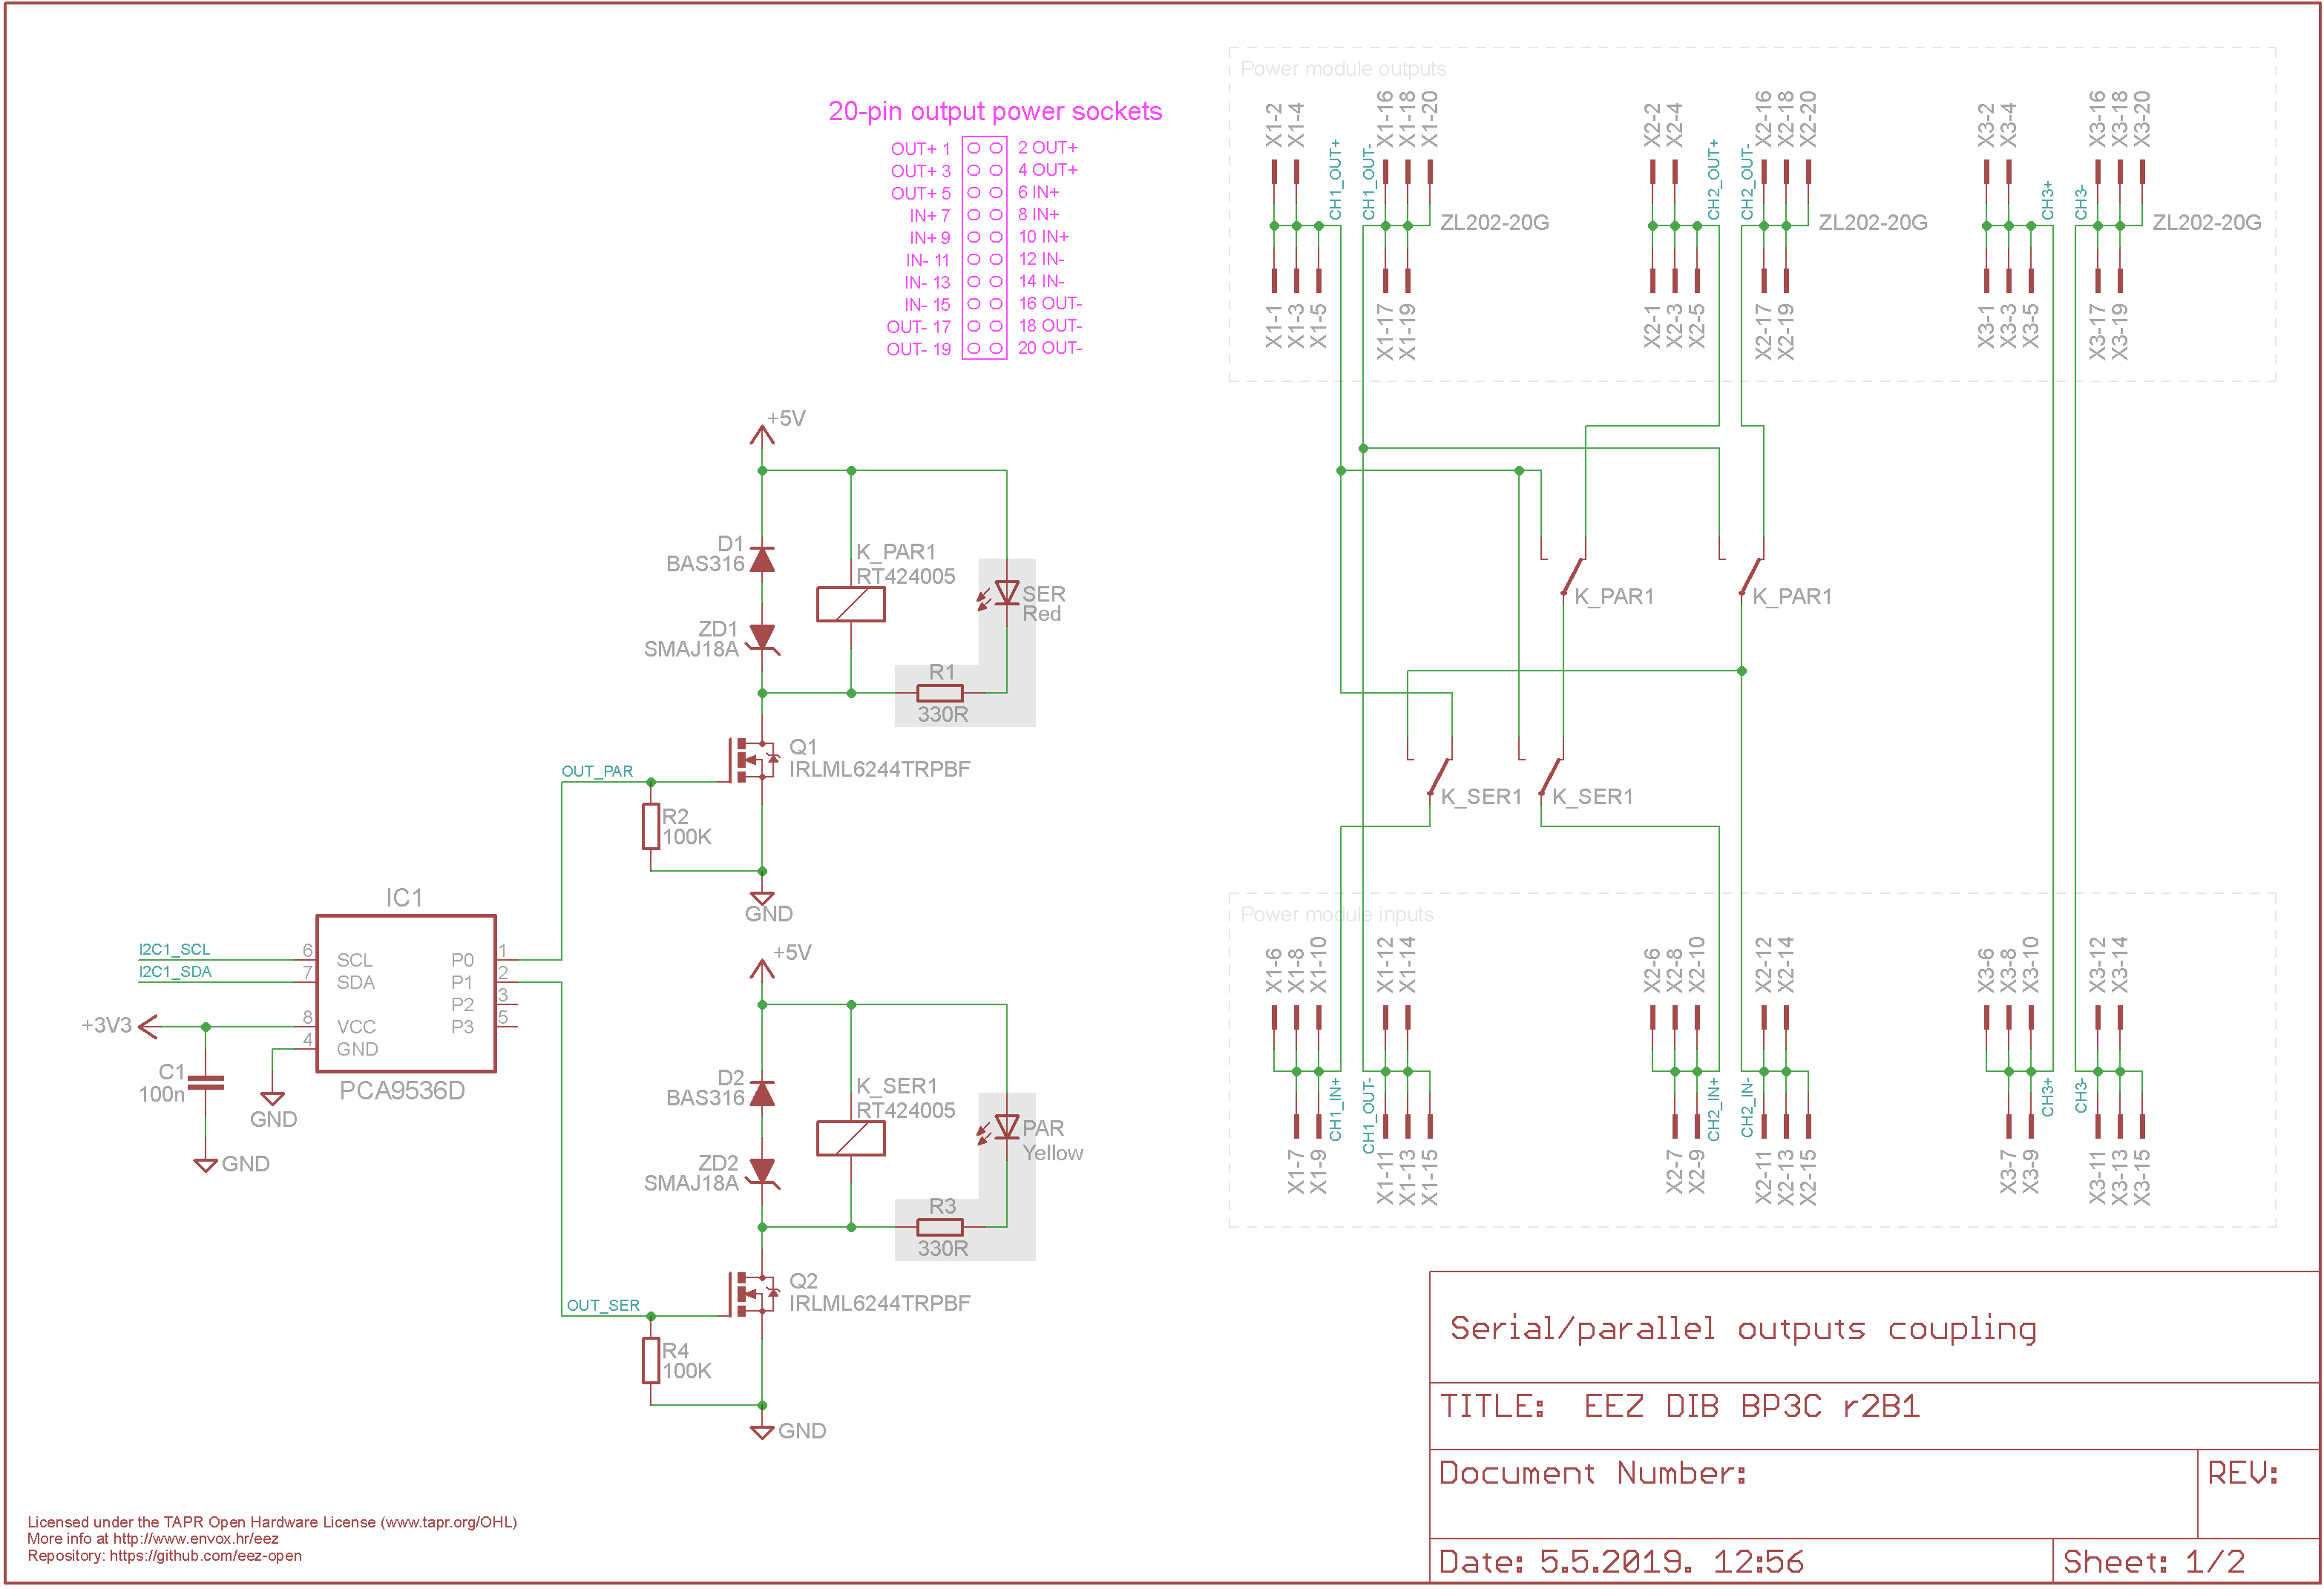 Power module outputs
20-pin output power sockets
OUT+ 1 2 OUT+
OUT+ 3 4 OUT+
OUT+ 5 6 IN+
IN+ 7 8 IN+
IN+ 9 10 IN+
IN- 11 12 IN-
IN- 13 14 IN-
IN- 15 16 OUT-
OUT- 17 18 OUT-
OUT- 19 20 OUT-
X1-2 X1-4 CH1_OUT+ CH1_OUT- X1-16 X1-18 X1-20
X2-2 X2-4 CH2_OUT+ CH2_OUT- X2-16 X2-18 X2-20
X3-2 X3-4 CH3+ CH3- X3-16 X3-18 X3-20
ZL202-20G ZL202-20G ZL202-20G
X1-1 X1-3 X1-5 X1-17 X1-19
X2-1 X2-3 X2-5 X2-17 X2-19
X3-1 X3-3 X3-5 X3-17 X3-19
+5V
D1
BAS316
K_PAR1
RT424005
SER
Red
ZD1
SMAJ18A
R1
330R
Q1
IRLML6244TRPBF
OUT_PAR
R2
100K
GND
K_PAR1 K_PAR1
K_SER1 K_SER1
IC1
I2C1_SCL 6 SCL P0 1
I2C1_SDA 7 SDA P1 2
P2 3
+3V3 8 VCC P3 5
4 GND
PCA9536D
C1
100n
GND
GND
+5V
D2
BAS316
K_SER1
RT424005
PAR
Yellow
ZD2
SMAJ18A
R3
330R
Q2
IRLML6244TRPBF
OUT_SER
R4
100K
GND
Power module inputs
X1-6 X1-8 X1-10 X1-12 X1-14
X2-6 X2-8 X2-10 X2-12 X2-14
X3-6 X3-8 X3-10 X3-12 X3-14
CH1_IN+ CH1_OUT- CH2_IN+ CH2_IN- CH3+ CH3-
X1-7 X1-9 X1-11 X1-13 X1-15
X2-7 X2-9 X2-11 X2-13 X2-15
X3-7 X3-9 X3-11 X3-13 X3-15
Serial/parallel outputs coupling
TITLE: EEZ DIB BP3C r2B1
Document Number: REV:
Date: 5.5.2019. 12:56 Sheet: 1/2
Licensed under the TAPR Open Hardware License (www.tapr.org/OHL)
More info at http://www.envox.hr/eez
Repository: https://github.com/eez-open